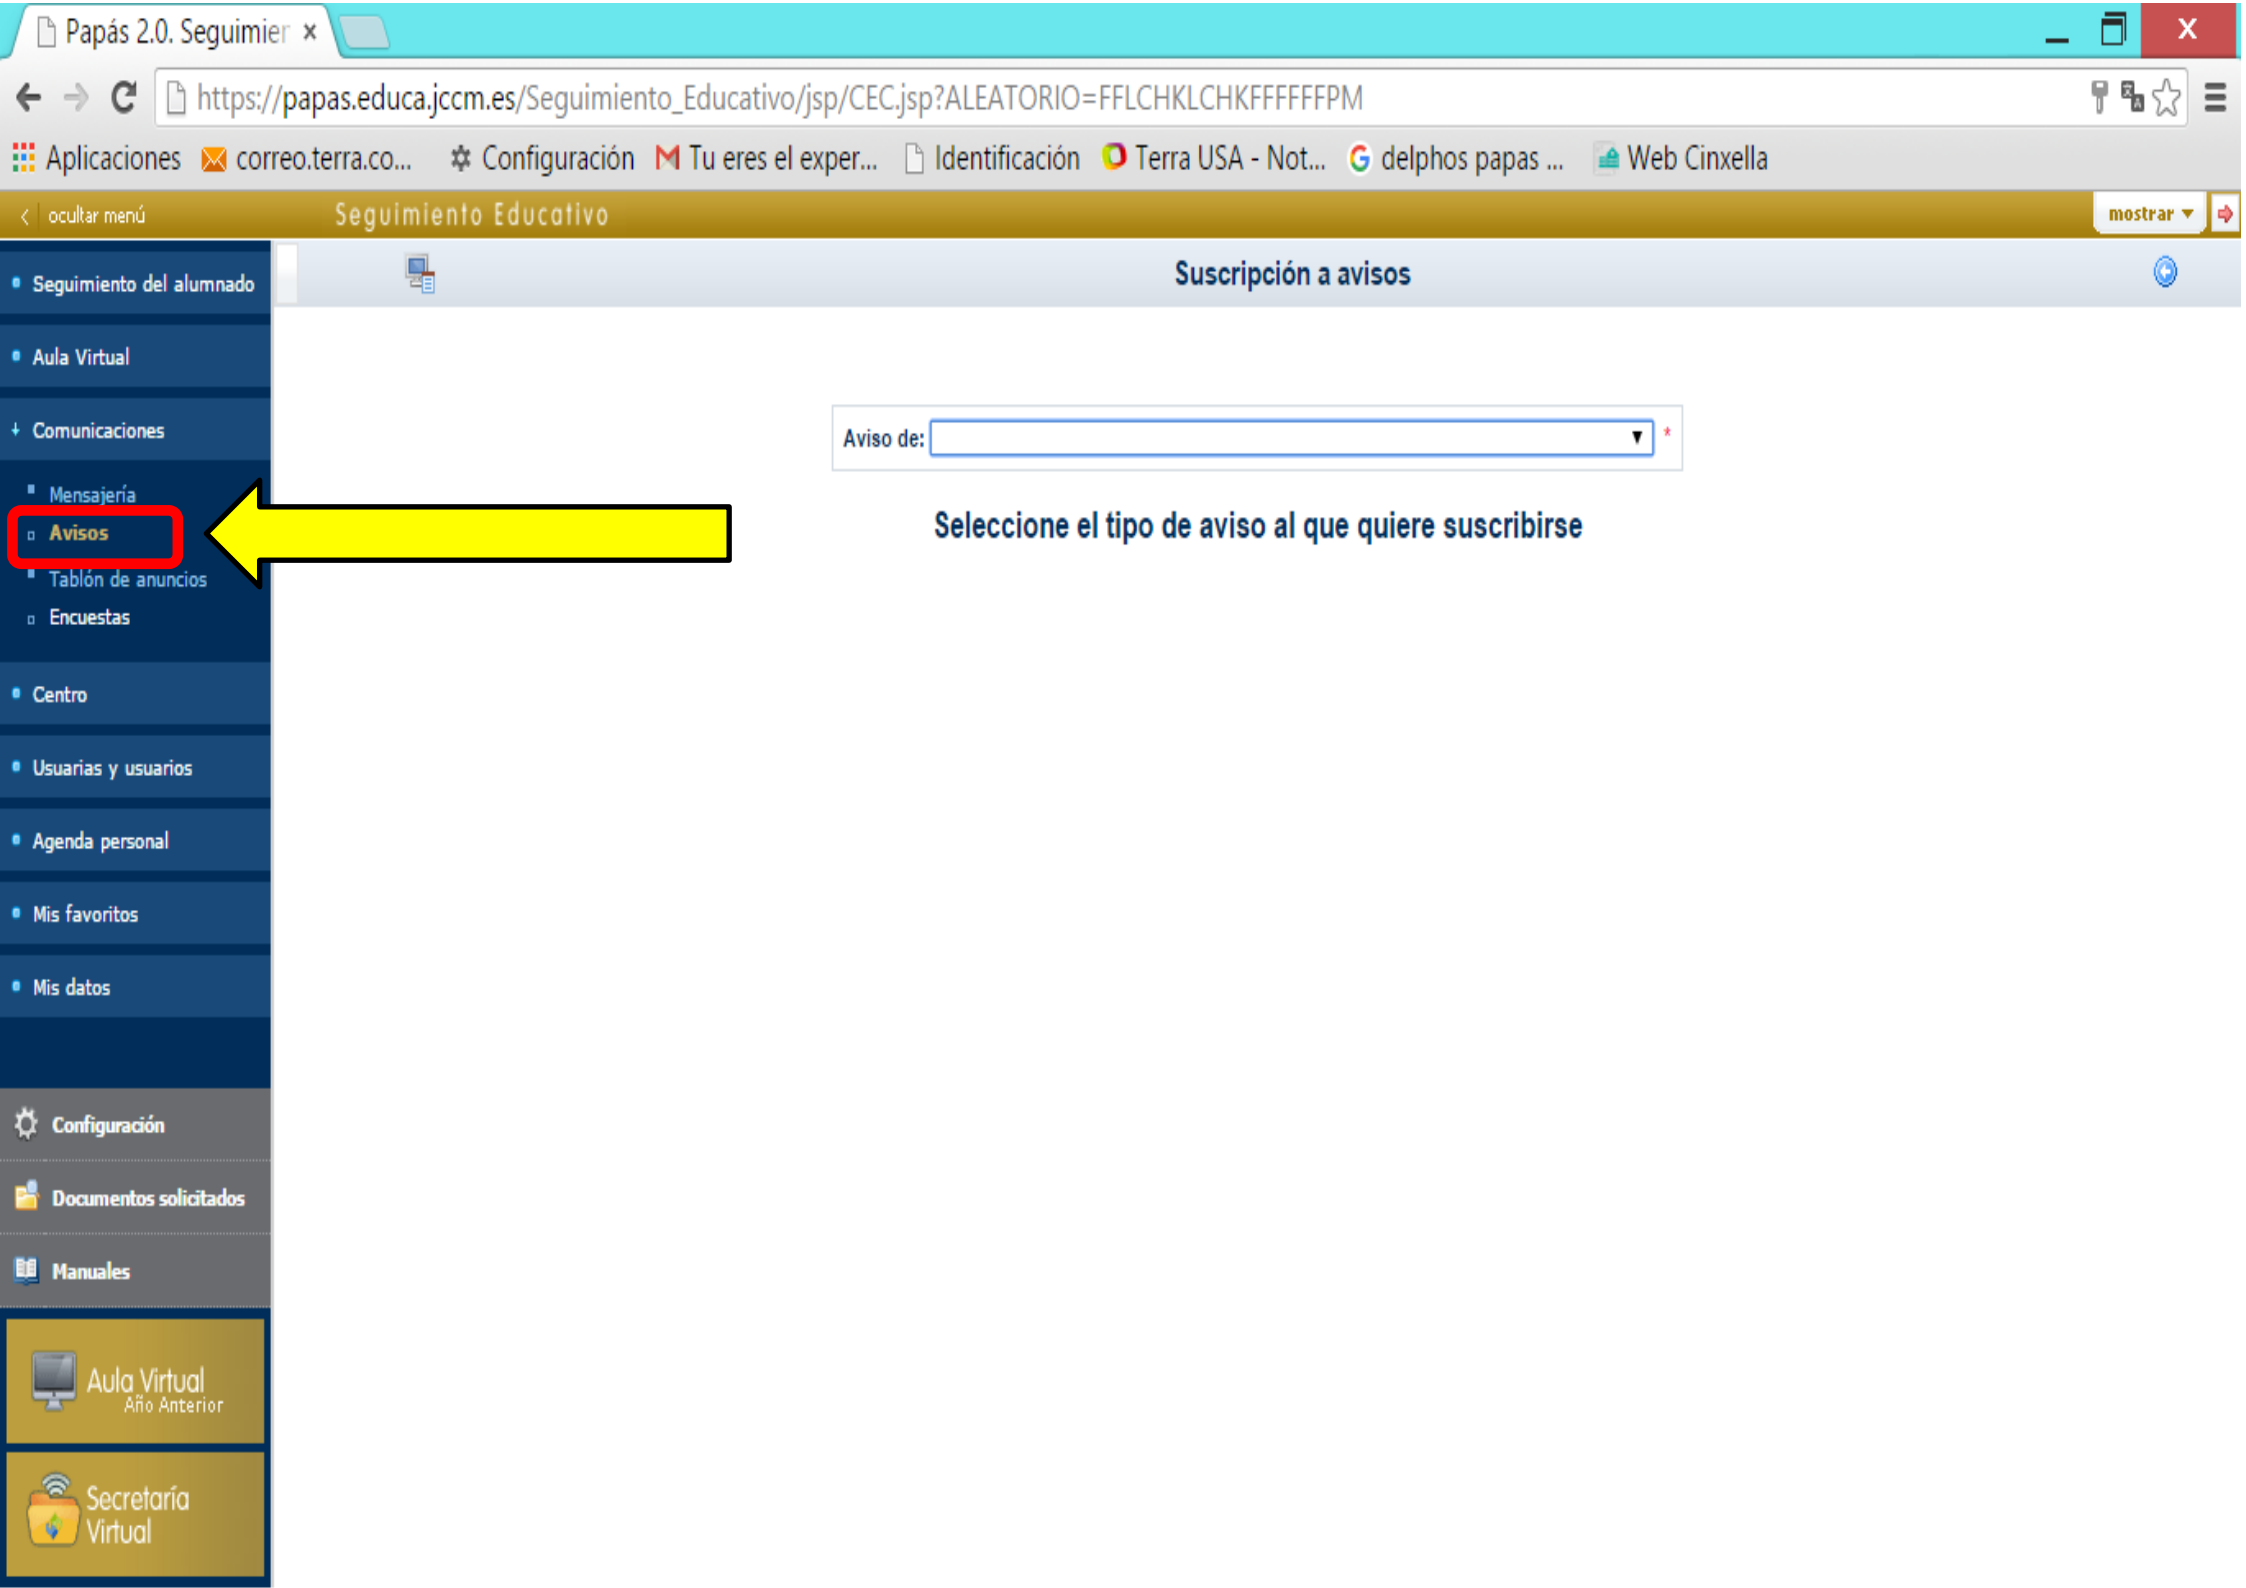 Papás 2.0. Seguimier ×
X
https://papas.educa.jccm.es/Seguimiento_Educativo/jsp/CEC.jsp?ALEATORIO=FFLCHKLCHKFFFFFFPM
Aplicaciones correo.terra.co... Configuración Tu eres el exper... Identificación Terra USA - Not... delphos papas ... Web Cinxella
ocultar menú Seguimiento Educativo mostrar
Suscripción a avisos
Seguimiento del alumnado
Aula Virtual
Comunicaciones
Aviso de: *
Mensajería
Avisos
Seleccione el tipo de aviso al que quiere suscribirse
Tablón de anuncios
Encuestas
Centro
Usuarias y usuarios
Agenda personal
Mis favoritos
Mis datos
Configuración
Documentos solicitados
Manuales
Aula Virtual
Año Anterior
Secretaría
Virtual